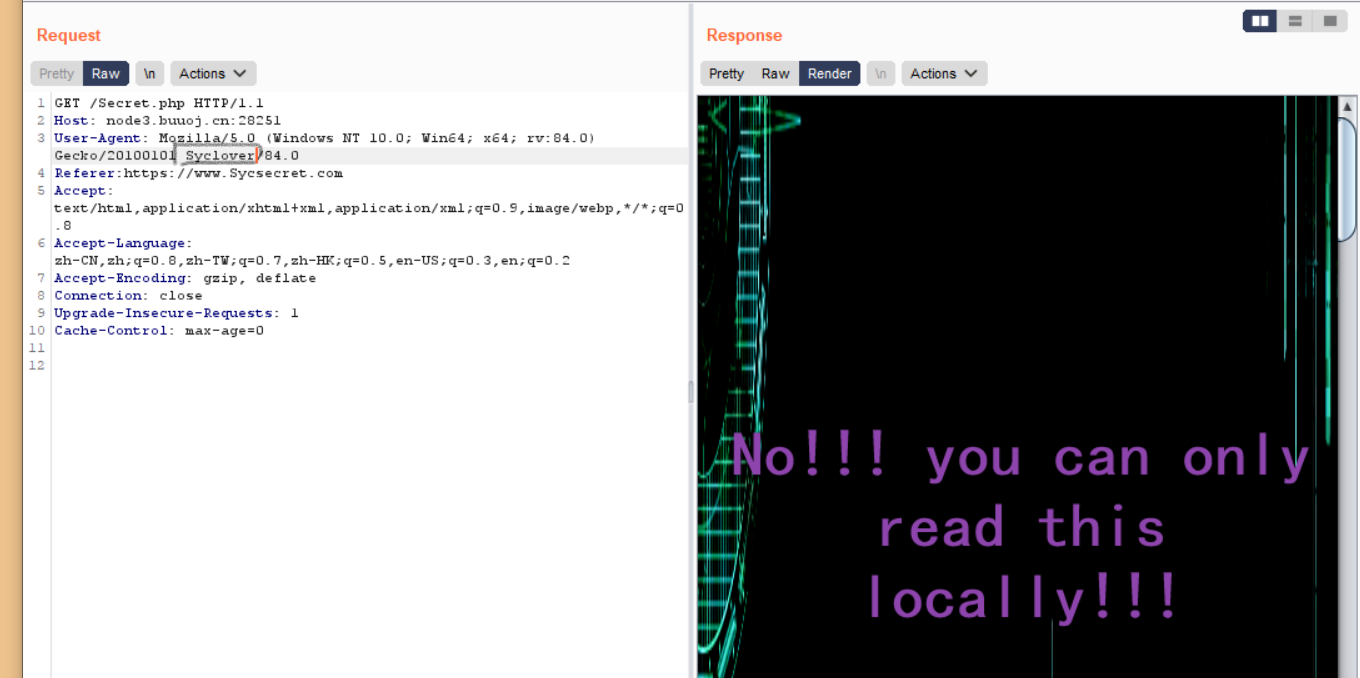 Request
Pretty Raw \n Actions
1 GET /Secret.php HTTP/1.1
2 Host: node3.buuoj.cn:28251
3 User-Agent: Mozilla/5.0 (Windows NT 10.0; Win64; x64; rv:84.0)
Gecko/20100101 Syclover/84.0
4 Referer:https://www.Sycsecret.com
5 Accept:
text/html,application/xhtml+xml,application/xml;q=0.9,image/webp,*/*;q=0
.8
6 Accept-Language:
zh-CN,zh;q=0.8,zh-TW;q=0.7,zh-HK;q=0.5,en-US;q=0.3,en;q=0.2
7 Accept-Encoding: gzip, deflate
8 Connection: close
9 Upgrade-Insecure-Requests: 1
10 Cache-Control: max-age=0
11
12
Response
Pretty Raw Render \n Actions
No!!! you can only
read this
locally!!!